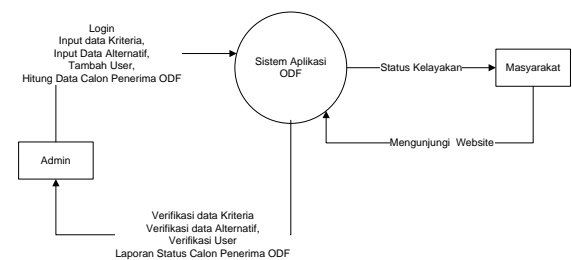 Login
Input data Kriteria,
Input Data Alternatif,
Tambah User,
Hitung Data Calon Penerima ODF
Sistem Aplikasi
ODF
Status Kelayakan
Masyarakat
Mengunjungi Website
Admin
Verifikasi data Kriteria
Verifikasi data Alternatif,
Verifikasi User
Laporan Status Calon Penerima ODF